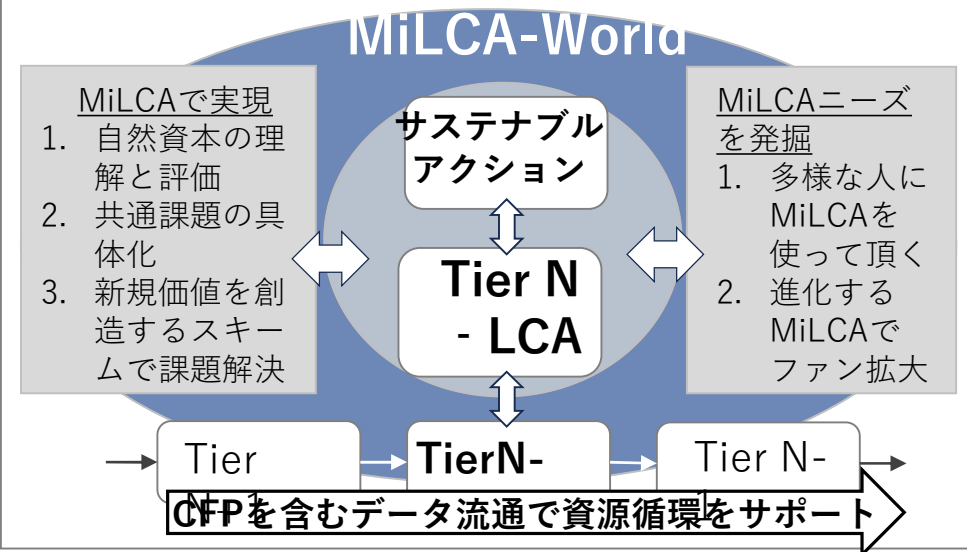 MiLCA-World
MiLCAで実現
1. 自然資本の理
解と評価
2. 共通課題の具
体化
3. 新規価値を創
造するスキー
ムで課題解決
サステナブル
アクション
Tier N
- LCA
MiLCAニーズ
を発掘
1. 多様な人に
MiLCAを
使って頂く
2. 進化する
MiLCAで
ファン拡大
Tier
TierN-
Tier N-
1
CFPを含むデータ流通で資源循環をサポート